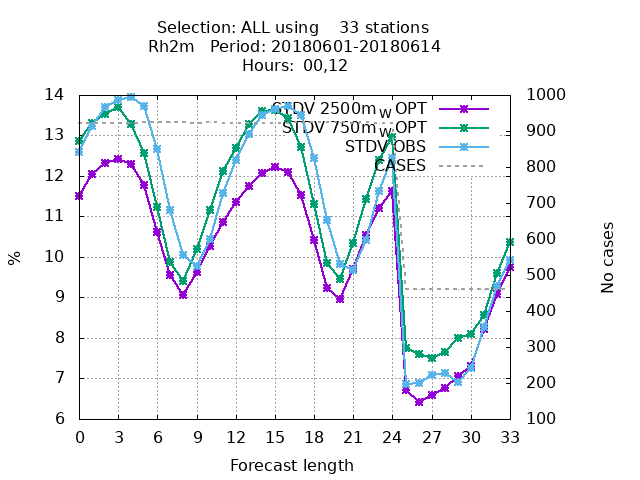 Selection: ALL using 33 stations
Rh2m Period: 20180601-20180614
Hours: 00,12
STDV 2500m_W OPT
STDV 750m_W OPT
STDV OBS
CASES
14
13
12
11
10
9
8
7
6
%
1000
900
800
700
600
500
400
300
200
100
No cases
0 3 6 9 12 15 18 21 24 27 30 33
Forecast length